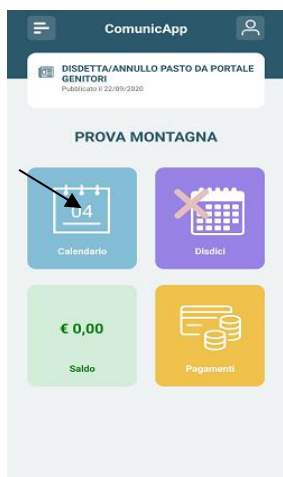 ComunicApp
DISDETTA/ANNULLO PASTO DA PORTALE
GENITORI
Pubblicato il 22/09/2020
PROVA MONTAGNA
04
Calendario
Disdici
€ 0,00
Saldo
Pagamenti